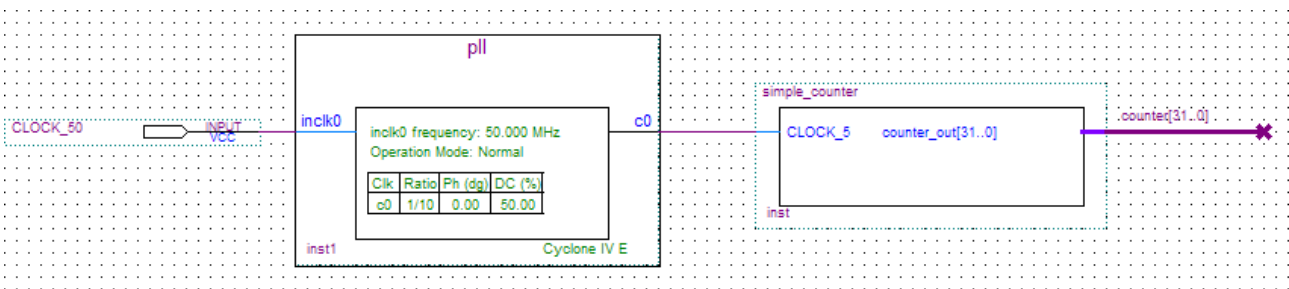 pll
simple_counter
CLOCK_50
INPUT
VCC
inclk0
c0
inclk0 frequency: 50.000 MHz
Operation Mode: Normal
Clk Ratio Ph (dg) DC (%)
c0 1/10 0.00 50.00
inst1
Cyclone IV E
CLOCK_5 counter_out[31..0]
inst
counter[31..0]